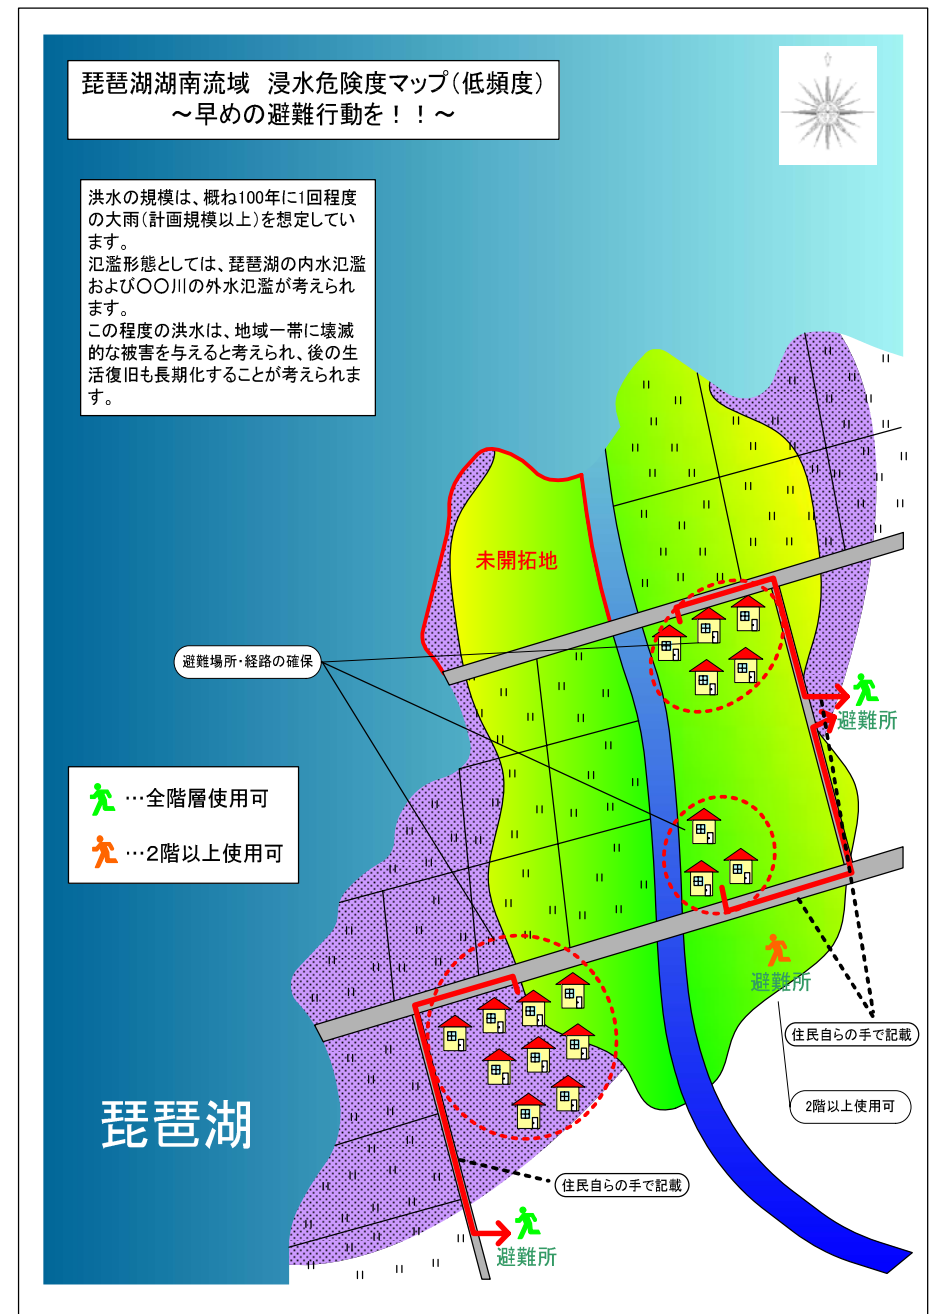 琵琶湖湖南流域　浸水危険度マップ（低頻度）
～早めの避難行動を！！～
洪水の規模は、概ね100年に1回程度
の大雨（計画規模以上）を想定してい
ます。
氾濫形態としては、琵琶湖の内水氾濫
および〇〇川の外水氾濫が考えられ
ます。
この程度の洪水は、地域一帯に壊滅
的な被害を与えると考えられ、後の生
活復旧も長期化することが考えられま
す。
未開拓地
避難場所・経路の確保
避難所
…全階層使用可
…2階以上使用可
避難所
住民自らの手で記載
2階以上使用可
琵琶湖
住民自らの手で記載
避難所